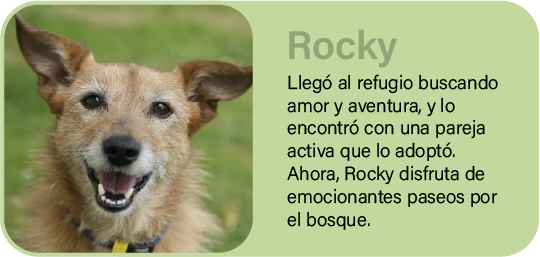 Rocky
Llegó al refugio buscando
amor y aventura, y lo
encontró con una pareja
activa que lo adoptó.
Ahora, Rocky disfruta de
emocionantes paseos por
el bosque.